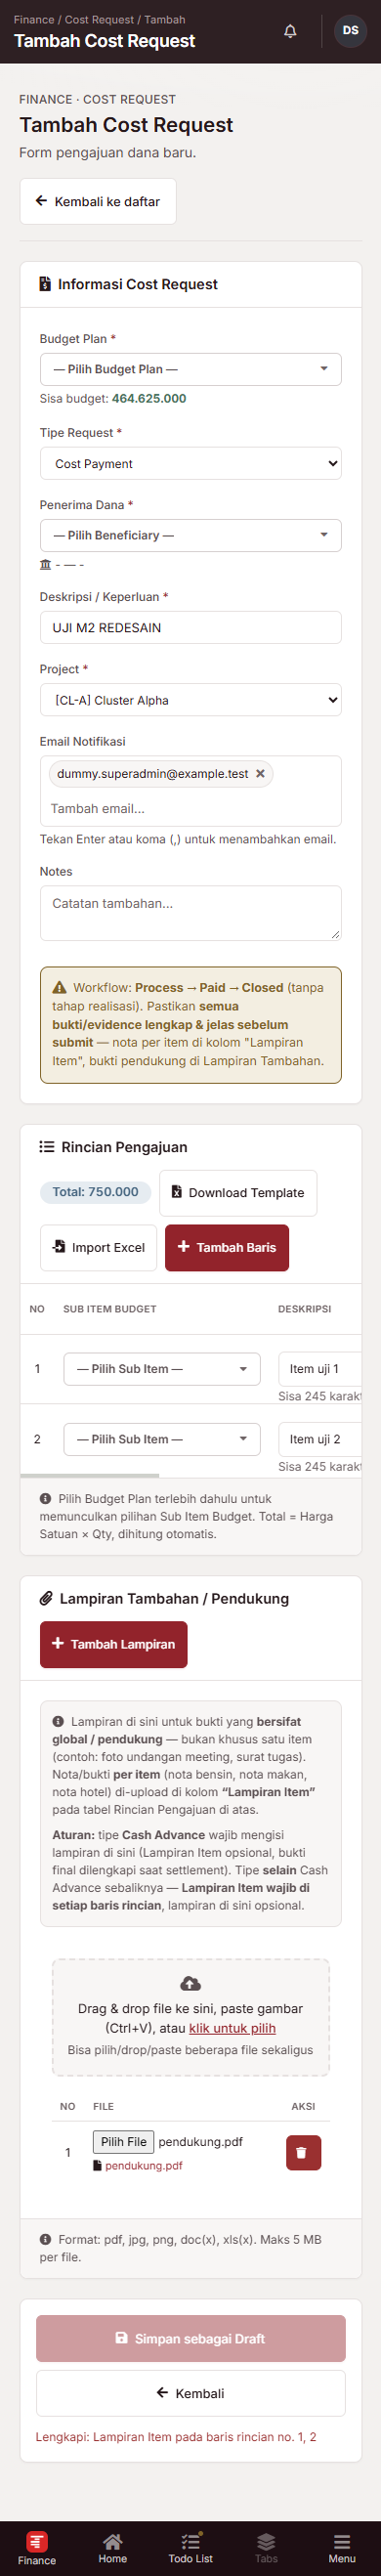 Finance / Cost Request / Tambah
Tambah Cost Request
DS
FINANCE · COST REQUEST
Tambah Cost Request
Form pengajuan dana baru.
Kembali ke daftar
Informasi Cost Request
Budget Plan *
— Pilih Budget Plan —
Sisa budget: 464.625.000
Tipe Request *
Cost Payment
Penerima Dana *
— Pilih Beneficiary —
- — -
Deskripsi / Keperluan *
UJI M2 REDESAIN
Project *
[CL-A] Cluster Alpha
Email Notifikasi
dummy.superadmin@example.test ×
Tambah email...
Tekan Enter atau koma (,) untuk menambahkan email.
Notes
Catatan tambahan...
Workflow: Process → Paid → Closed (tanpa
tahap realisasi). Pastikan semua
bukti/evidence lengkap & jelas sebelum
submit — nota per item di kolom "Lampiran
Item", bukti pendukung di Lampiran Tambahan.
Rincian Pengajuan
Total: 750.000
Download Template
Import Excel
+ Tambah Baris
NO SUB ITEM BUDGET DESKRIPSI
1 — Pilih Sub Item — Item uji 1
Sisa 245 karakt
2 — Pilih Sub Item — Item uji 2
Sisa 245 karakt
Pilih Budget Plan terlebih dahulu untuk
memunculkan pilihan Sub Item Budget. Total = Harga
Satuan × Qty, dihitung otomatis.
Lampiran Tambahan / Pendukung
+ Tambah Lampiran
Lampiran di sini untuk bukti yang bersifat
global / pendukung — bukan khusus satu item
(contoh: foto undangan meeting, surat tugas).
Nota/bukti per item (nota bensin, nota makan,
nota hotel) di-upload di kolom “Lampiran Item”
pada tabel Rincian Pengajuan di atas.
Aturan: tipe Cash Advance wajib mengisi
lampiran di sini (Lampiran Item opsional, bukti
final dilengkapi saat settlement). Tipe selain Cash
Advance sebaliknya — Lampiran Item wajib di
setiap baris rincian, lampiran di sini opsional.
Drag & drop file ke sini, paste gambar
(Ctrl+V), atau klik untuk pilih
Bisa pilih/drop/paste beberapa file sekaligus
NO FILE AKSI
1 Pilih File pendukung.pdf
pendukung.pdf
Format: pdf, jpg, png, doc(x), xls(x). Maks 5 MB
per file.
Simpan sebagai Draft
Kembali
Lengkapi: Lampiran Item pada baris rincian no. 1, 2
Finance Home Todo List Tabs Menu